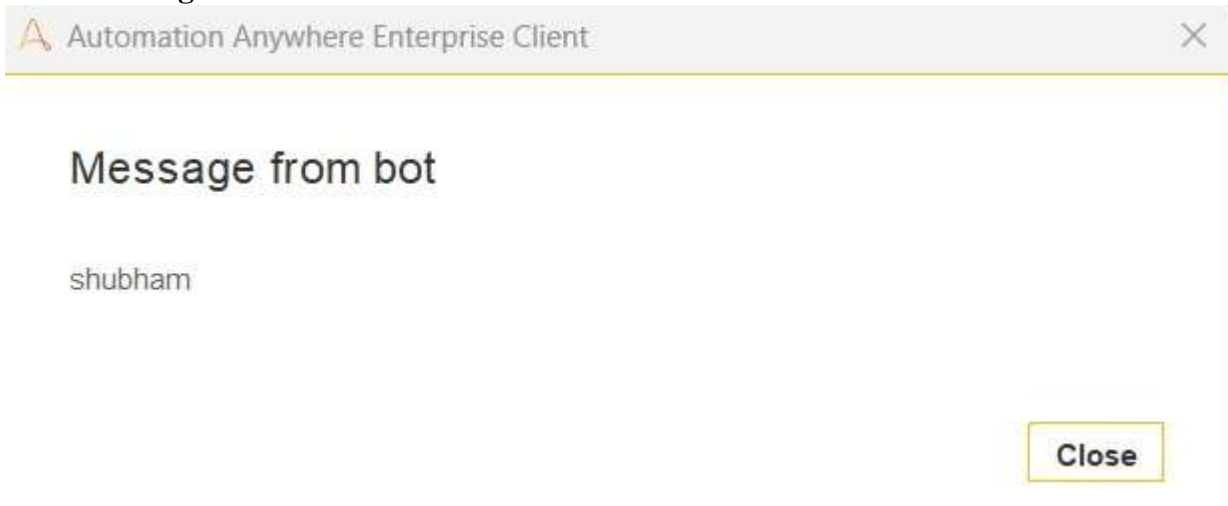 Automation Anywhere Enterprise Client
Message from bot
shubham
Close